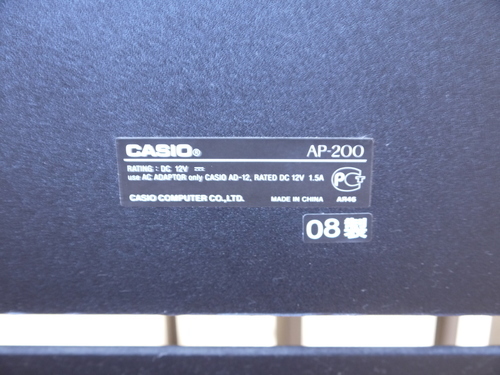 CASIO® AP-200
RATING : DC 12V ⎓
use AC ADAPTOR only CASIO AD-12, RATED DC 12V 1.5A
CASIO COMPUTER CO.,LTD. MADE IN CHINA AR46
08製